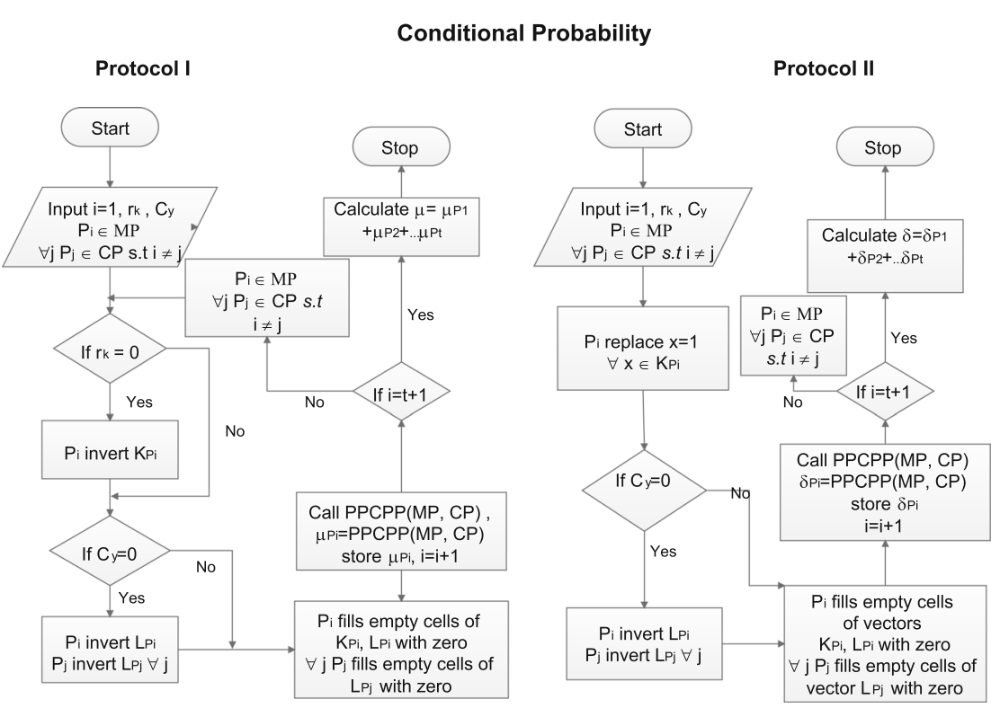 Conditional Probability
Protocol I
Start
Input i=1, rk , Cy
Pi ∈ MP
∀j Pj ∈ CP s.t i ≠ j
If rk = 0
Yes
No
Pi invert KPi
If Cy=0
No
Yes
Pi invert LPi
Pj invert LPj ∀ j
Stop
Calculate μ= μP1
+μP2+...μPt
Pi ∈ MP
∀j Pj ∈ CP s.t
i ≠ j
Yes
If i=t+1
No
Call PPCPP(MP, CP) ,
μPi=PPCPP(MP, CP)
store μPi, i=i+1
Pi fills empty cells of
KPi, LPi with zero
∀ j Pj fills empty cells of
LPj with zero
Protocol II
Start
Input i=1, rk , Cy
Pi ∈ MP
∀j Pj ∈ CP s.t i ≠ j
Pi replace x=1
∀ x ∈ KPi
If Cy=0
No
Yes
Pi invert LPi
Pj invert LPj ∀ j
Stop
Calculate δ=δP1
+δP2+...δPt
Pi ∈ MP
∀j Pj ∈ CP
s.t i ≠ j
Yes
If i=t+1
No
Call PPCPP(MP, CP)
δPi=PPCPP(MP, CP)
store δPi
i=i+1
Pi fills empty cells
of vectors
KPi, LPi with zero
∀ j Pj fills empty cells of
vector LPj with zero